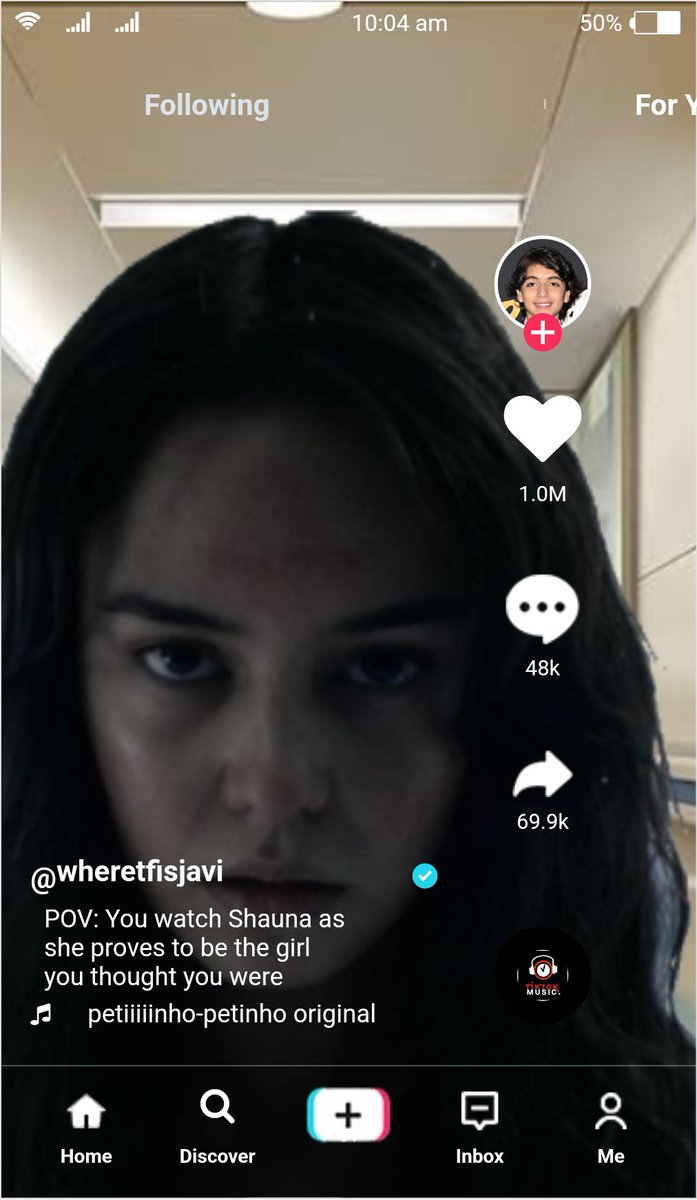 10:04 am
50%
Following
For Y
1.0M
48k
69.9k
@wheretfisjavi
POV: You watch Shauna as
she proves to be the girl
you thought you were
petiiiiinho-petinho original
TikTok
MUSIC.
Home
Discover
Inbox
Me